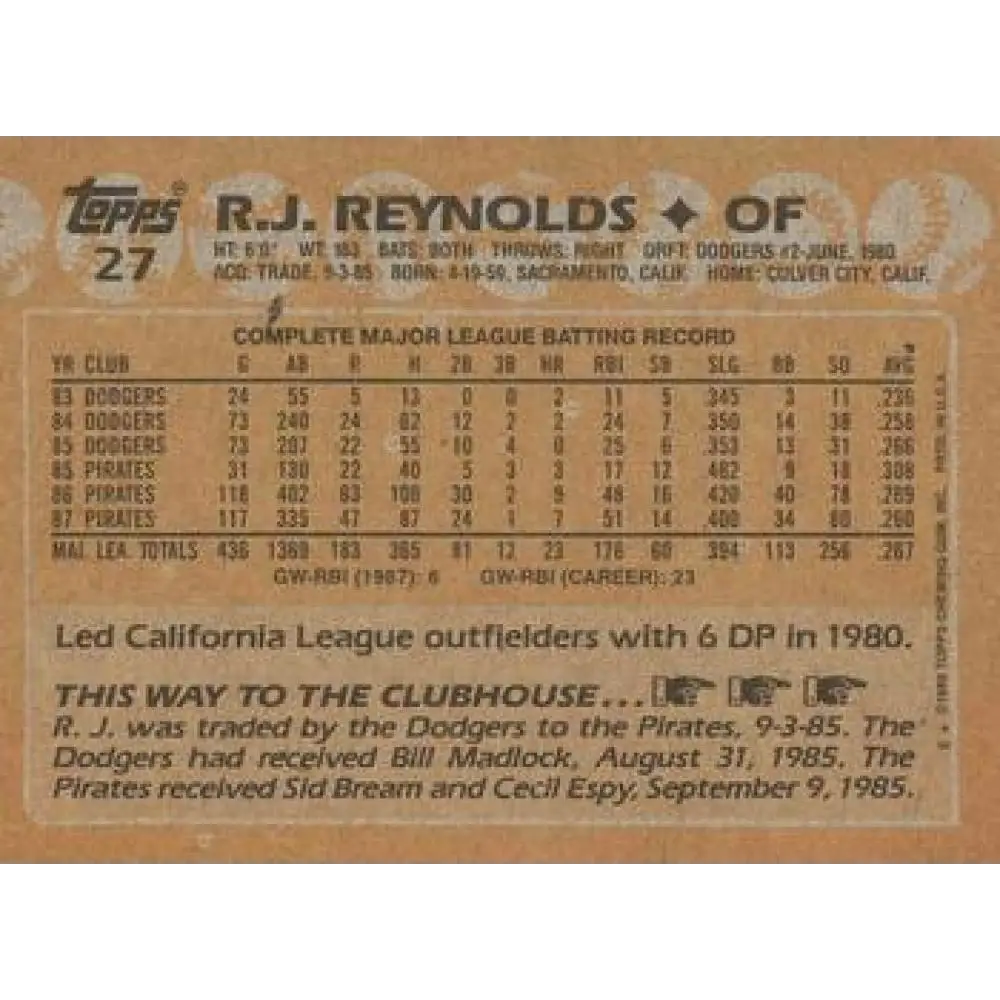 Topps® R.J. REYNOLDS ✦ OF
27 HT: 6'0" WT: 183 BATS: BOTH THROWS: RIGHT DRFT: DODGERS #2-JUNE, 1980
ACQ: TRADE, 9-3-85 BORN: 4-19-59, SACRAMENTO, CALIF. HOME: CULVER CITY, CALIF.
COMPLETE MAJOR LEAGUE BATTING RECORD
YR CLUB G AB R H 2B 3B HR RBI SB SLG BB SO AVG
83 DODGERS 24 55 5 13 0 0 2 11 5 .345 3 11 .236
84 DODGERS 73 240 24 62 12 2 2 24 7 .350 14 38 .258
85 DODGERS 73 207 22 55 10 4 0 25 6 .353 13 31 .266
85 PIRATES 31 130 22 40 5 3 3 17 12 .462 9 18 .308
86 PIRATES 118 402 63 108 30 2 9 48 16 .420 40 78 .269
87 PIRATES 117 335 47 87 24 1 7 51 14 .400 34 80 .260
MAJ. LEA. TOTALS 436 1369 183 365 81 12 23 176 60 .394 113 256 .267
GW-RBI (1987): 6 GW-RBI (CAREER): 23
Led California League outfielders with 6 DP in 1980.
THIS WAY TO THE CLUBHOUSE...
R. J. was traded by the Dodgers to the Pirates, 9-3-85. The
Dodgers had received Bill Madlock, August 31, 1985. The
Pirates received Sid Bream and Cecil Espy, September 9, 1985.
TOPPS CHEWING GUM, INC. PRTD. IN U.S.A.